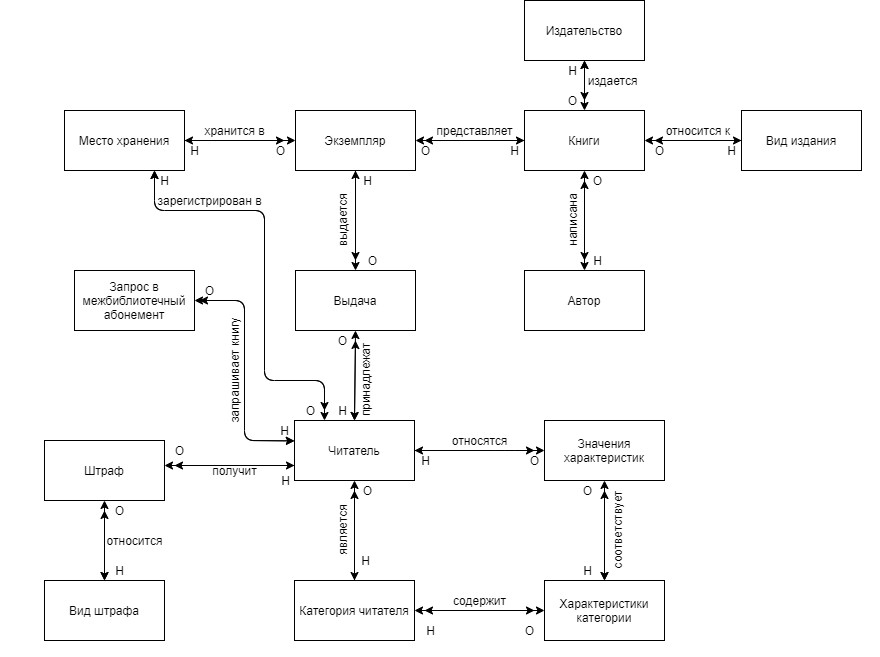 Издательство
Н
издается
О
Место хранения
хранится в
Н
О
Экземпляр
представляет
О
Н
Книги
относится к
О
Н
Вид издания
Н
зарегистрирован в
Н
выдается
О
О
написана
Н
Запрос в
межбиблиотечный
абонемент
О
Выдача
Автор
запрашивает книгу
О
принадлежат
О
Н
Н
Читатель
относятся
Н
О
Значения
характеристик
Штраф
О
получит
Н
О
относится
Н
О
является
Н
О
соответствует
Н
Вид штрафа
Категория читателя
содержит
Н
О
Характеристики
категории